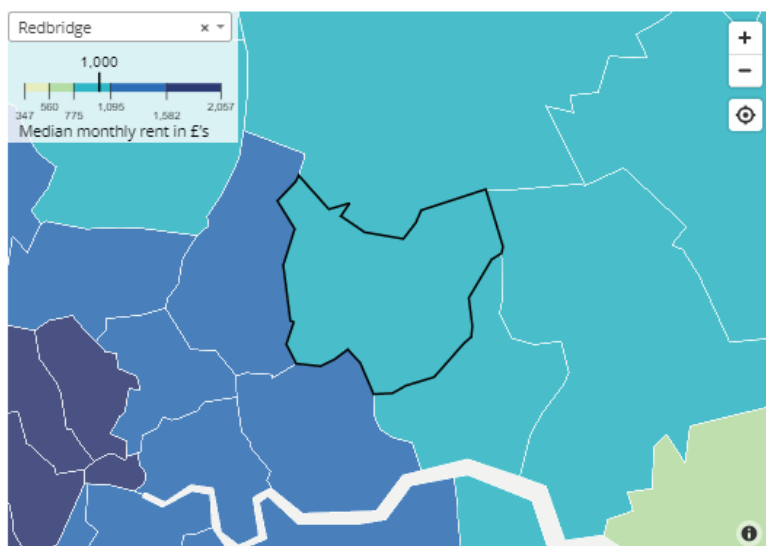 Redbridge × 
1,000
560 1,095 2,057
347 775 1,582
Median monthly rent in £'s
+
−
i